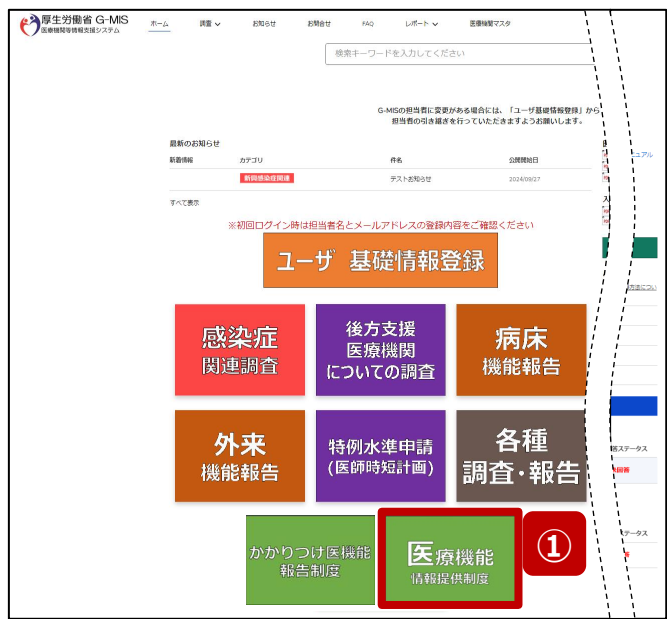 厚生労働省 G-MIS
医療機関等情報支援システム
ホーム 調査 お知らせ お問合せ FAQ レポート 医療機関マスタ
検索キーワードを入力してください
G-MISの担当者に変更がある場合には、「ユーザ基礎情報登録」から
担当者の引き継ぎを行っていただきますようお願いします。
最新のお知らせ
新着情報 カテゴリ 件名 公開開始日
新興感染症関連 テストお知らせ 2024/09/27
すべて表示
※初回ログイン時は担当者名とメールアドレスの登録内容をご確認ください
ユーザ 基礎情報登録
感染症
関連調査
後方支援
医療機関
についての調査
病床
機能報告
外来
機能報告
特例水準申請
(医師時短計画)
各種
調査・報告
かかりつけ医機能
報告制度
医療機能
情報提供制度
①
ュアル
方法につい
答ステータス
回答
ステータス